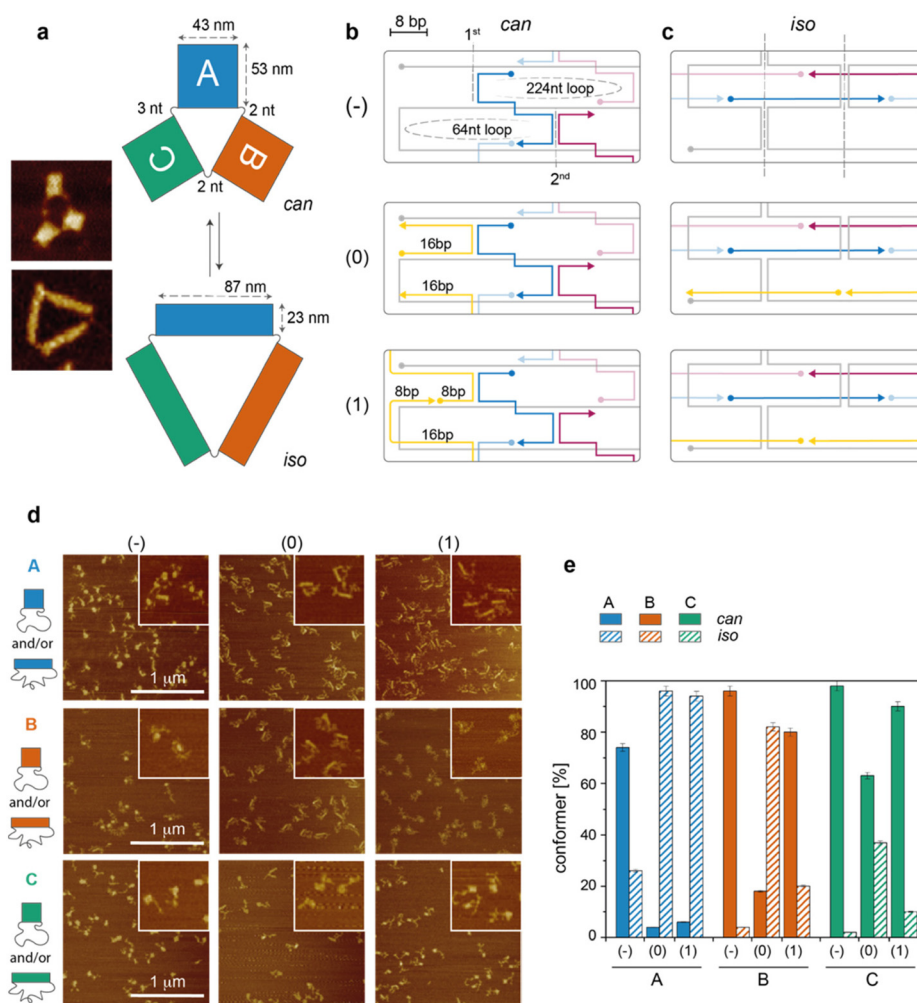 a
43 nm
A
53 nm
3 nt
2 nt
C
B
2 nt
can
87 nm
23 nm
iso
b
8 bp
can
1st
(-)
224nt loop
64nt loop
2nd
(0)
16bp
16bp
(1)
8bp
8bp
16bp
c
iso
d
(-)
(0)
(1)
A
and/or
1 μm
B
and/or
1 μm
C
and/or
1 μm
e
A B C
can
iso
conformer [%]
100
80
60
40
20
0
(-) (0) (1) (-) (0) (1) (-) (0) (1)
A B C